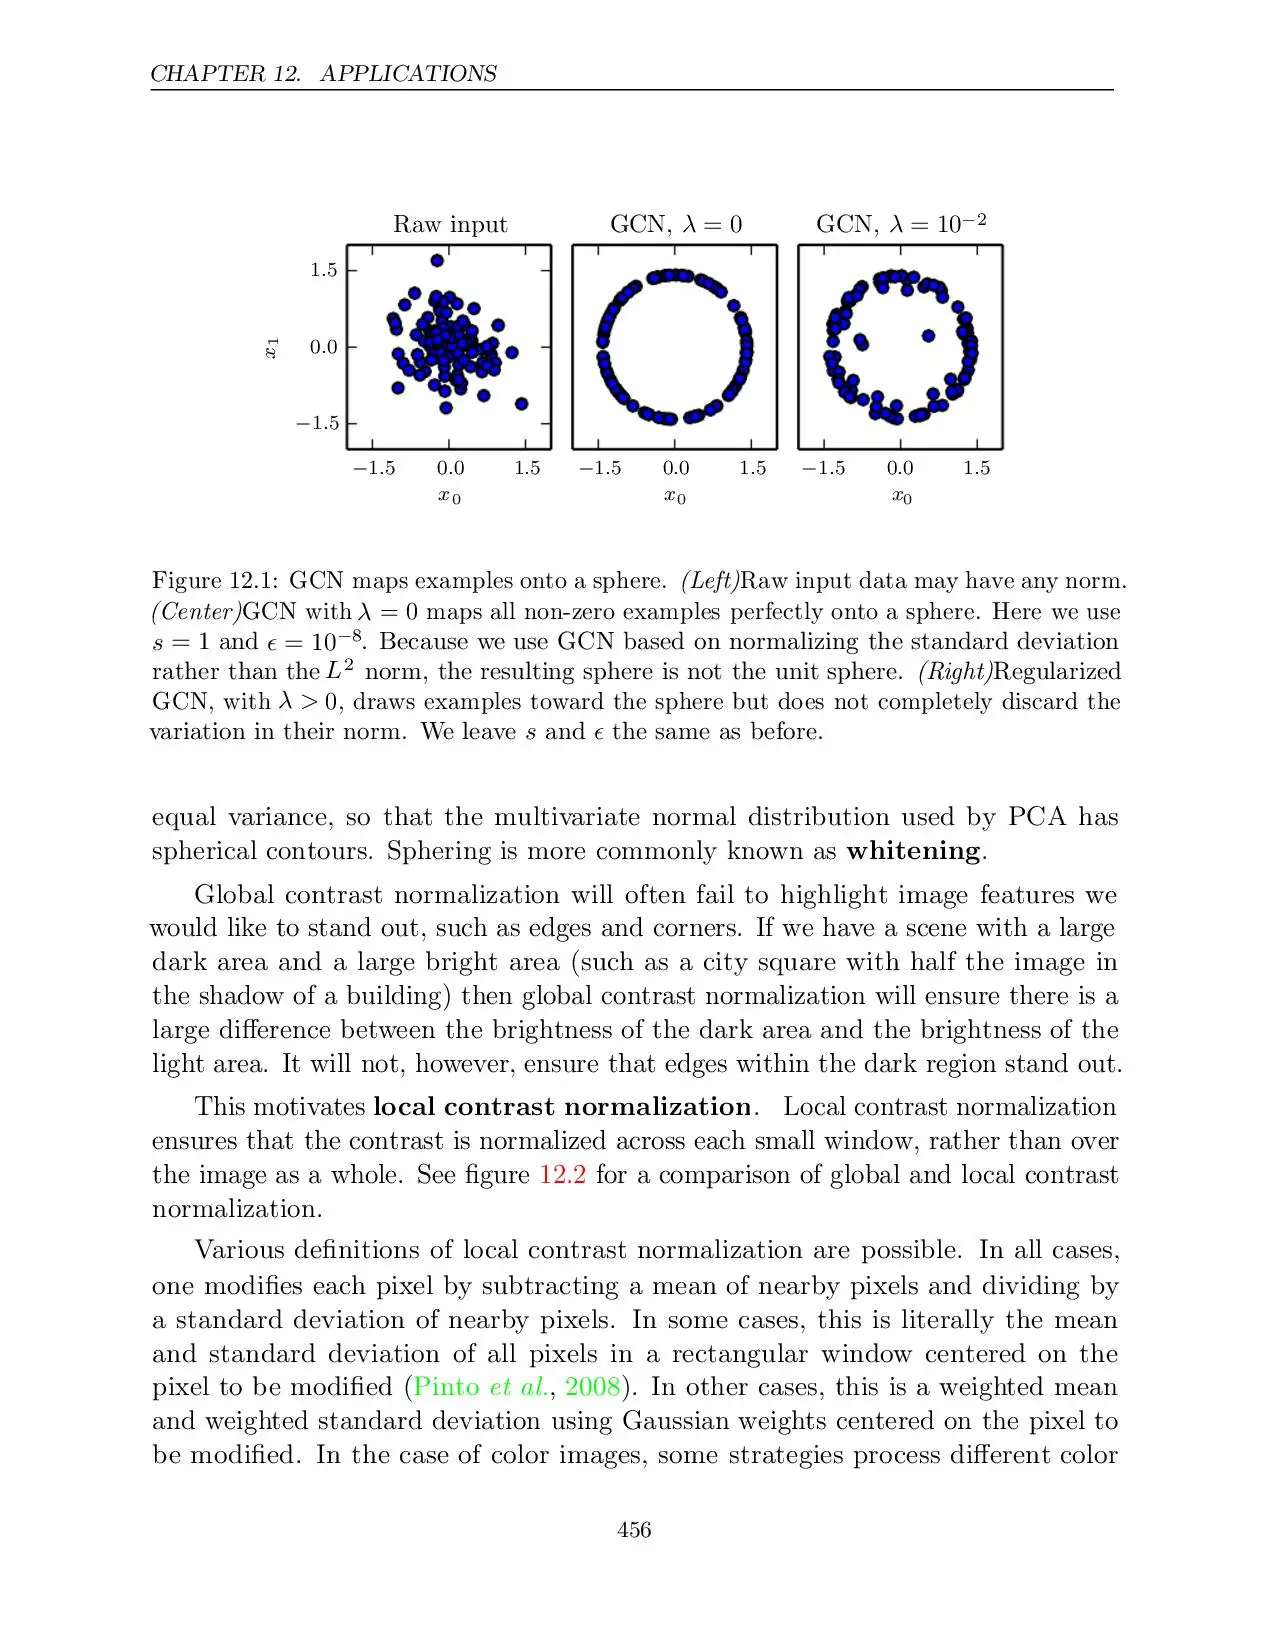 CHAPTER 12. APPLICATIONS
Raw input
GCN, λ = 0
GCN, λ = 10−2
1.5
0.0
−1.5
x1
−1.5 0.0 1.5
x0
−1.5 0.0 1.5
x0
−1.5 0.0 1.5
x0
Figure 12.1: GCN maps examples onto a sphere. (Left)Raw input data may have any norm.
(Center)GCN with λ = 0 maps all non-zero examples perfectly onto a sphere. Here we use
s = 1 and ϵ = 10−8. Because we use GCN based on normalizing the standard deviation
rather than the L2 norm, the resulting sphere is not the unit sphere. (Right)Regularized
GCN, with λ > 0, draws examples toward the sphere but does not completely discard the
variation in their norm. We leave s and ϵ the same as before.
equal variance, so that the multivariate normal distribution used by PCA has
spherical contours. Sphering is more commonly known as whitening.
Global contrast normalization will often fail to highlight image features we
would like to stand out, such as edges and corners. If we have a scene with a large
dark area and a large bright area (such as a city square with half the image in
the shadow of a building) then global contrast normalization will ensure there is a
large difference between the brightness of the dark area and the brightness of the
light area. It will not, however, ensure that edges within the dark region stand out.
This motivates local contrast normalization. Local contrast normalization
ensures that the contrast is normalized across each small window, rather than over
the image as a whole. See figure 12.2 for a comparison of global and local contrast
normalization.
Various definitions of local contrast normalization are possible. In all cases,
one modifies each pixel by subtracting a mean of nearby pixels and dividing by
a standard deviation of nearby pixels. In some cases, this is literally the mean
and standard deviation of all pixels in a rectangular window centered on the
pixel to be modified (Pinto et al., 2008). In other cases, this is a weighted mean
and weighted standard deviation using Gaussian weights centered on the pixel to
be modified. In the case of color images, some strategies process different color
456